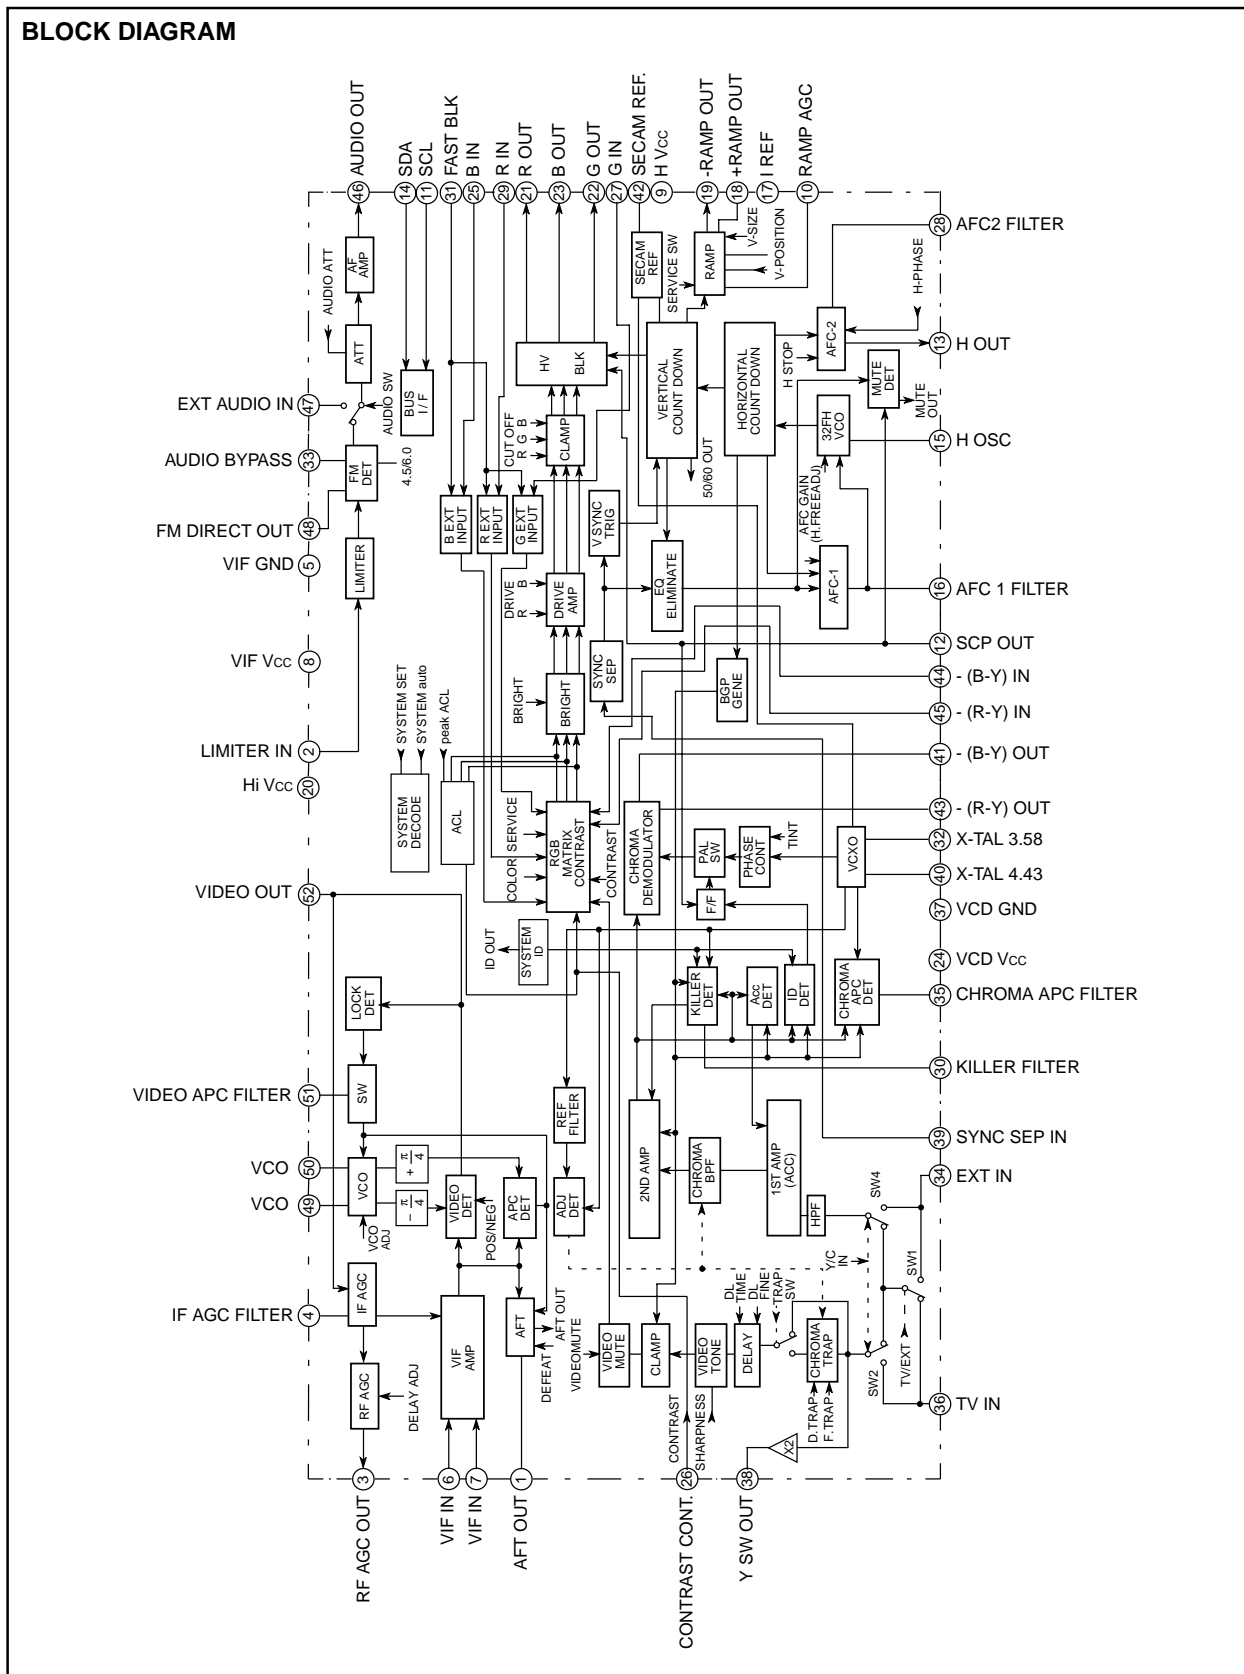 BLOCK DIAGRAM
AUDIO OUT
SDA
SCL
FAST BLK
B IN
R IN
R OUT
B OUT
G OUT
G IN
SECAM REF.
H Vcc
-RAMP OUT
+RAMP OUT
I REF
RAMP AGC
46
14
11
31
25
29
21
23
22
27
42
9
19
18
17
10
EXT AUDIO IN 47
AUDIO BYPASS 33
FM DIRECT OUT 48
VIF GND 5
VIF Vcc 8
LIMITER IN 2
Hi Vcc 20
VIDEO OUT 52
VIDEO APC FILTER 51
VCO 50
VCO 49
IF AGC FILTER 4
28 AFC2 FILTER
13 H OUT
15 H OSC
16 AFC 1 FILTER
12 SCP OUT
44 - (B-Y) IN
45 - (R-Y) IN
41 - (B-Y) OUT
43 - (R-Y) OUT
32 X-TAL 3.58
40 X-TAL 4.43
37 VCD GND
24 VCD Vcc
35 CHROMA APC FILTER
30 KILLER FILTER
39 SYNC SEP IN
34 EXT IN
36 TV IN
AUDIO ATT
AF AMP
ATT
AUDIO SW
BUS I / F
FM DET
4.5/6.0
LIMITER
HV BLK
CUT OFF
R G B
CLAMP
B EXT INPUT
R EXT INPUT
G EXT INPUT
DRIVE
R B
DRIVE AMP
BRIGHT
BRIGHT
SECAM REF
SERVICE SW
RAMP
V-SIZE
V-POSITION
VERTICAL COUNT DOWN
50/60 OUT
HORIZONTAL COUNT DOWN
H STOP
AFC-2
H-PHASE
MUTE DET
MUTE OUT
32FH VCO
AFC GAIN (H.FREEADJ)
AFC-1
V SYNC TRIG
EQ ELIMINATE
SYNC SEP
BGP GENE
SYSTEM SET
SYSTEM auto
SYSTEM DECODE
peak ACL
ACL
COLOR
SERVICE
RGB MATRIX CONTRAST
CONTRAST
CHROMA DEMODULATOR
PAL SW
PHASE CONT
TINT
VCXO
F/F
ID OUT
SYSTEM ID
KILLER DET
Acc DET
ID DET
CHROMA APC DET
LOCK DET
SW
VCO
VCO ADJ
+ π 4
− π 4
VIDEO DET
POS/NEG
APC DET
REF FILTER
ADJ DET
2ND AMP
CHROMA BPF
1ST AMP (ACC)
HPF
SW4
Y/C IN
SW1
SW2
TV/EXT
IF AGC
RF AGC
DELAY ADJ
VIF AMP
AFT
AFT OUT
DEFEAT
VIDEOMUTE
VIDEO MUTE
CLAMP
VIDEO TONE
DL TIME
DL FINE
DELAY
TRAP SW
CHROMA TRAP
D.TRAP
F.TRAP
CONTRAST
SHARPNESS
X2
3
6
7
1
26
38
RF AGC OUT
VIF IN
VIF IN
AFT OUT
CONTRAST CONT.
Y SW OUT